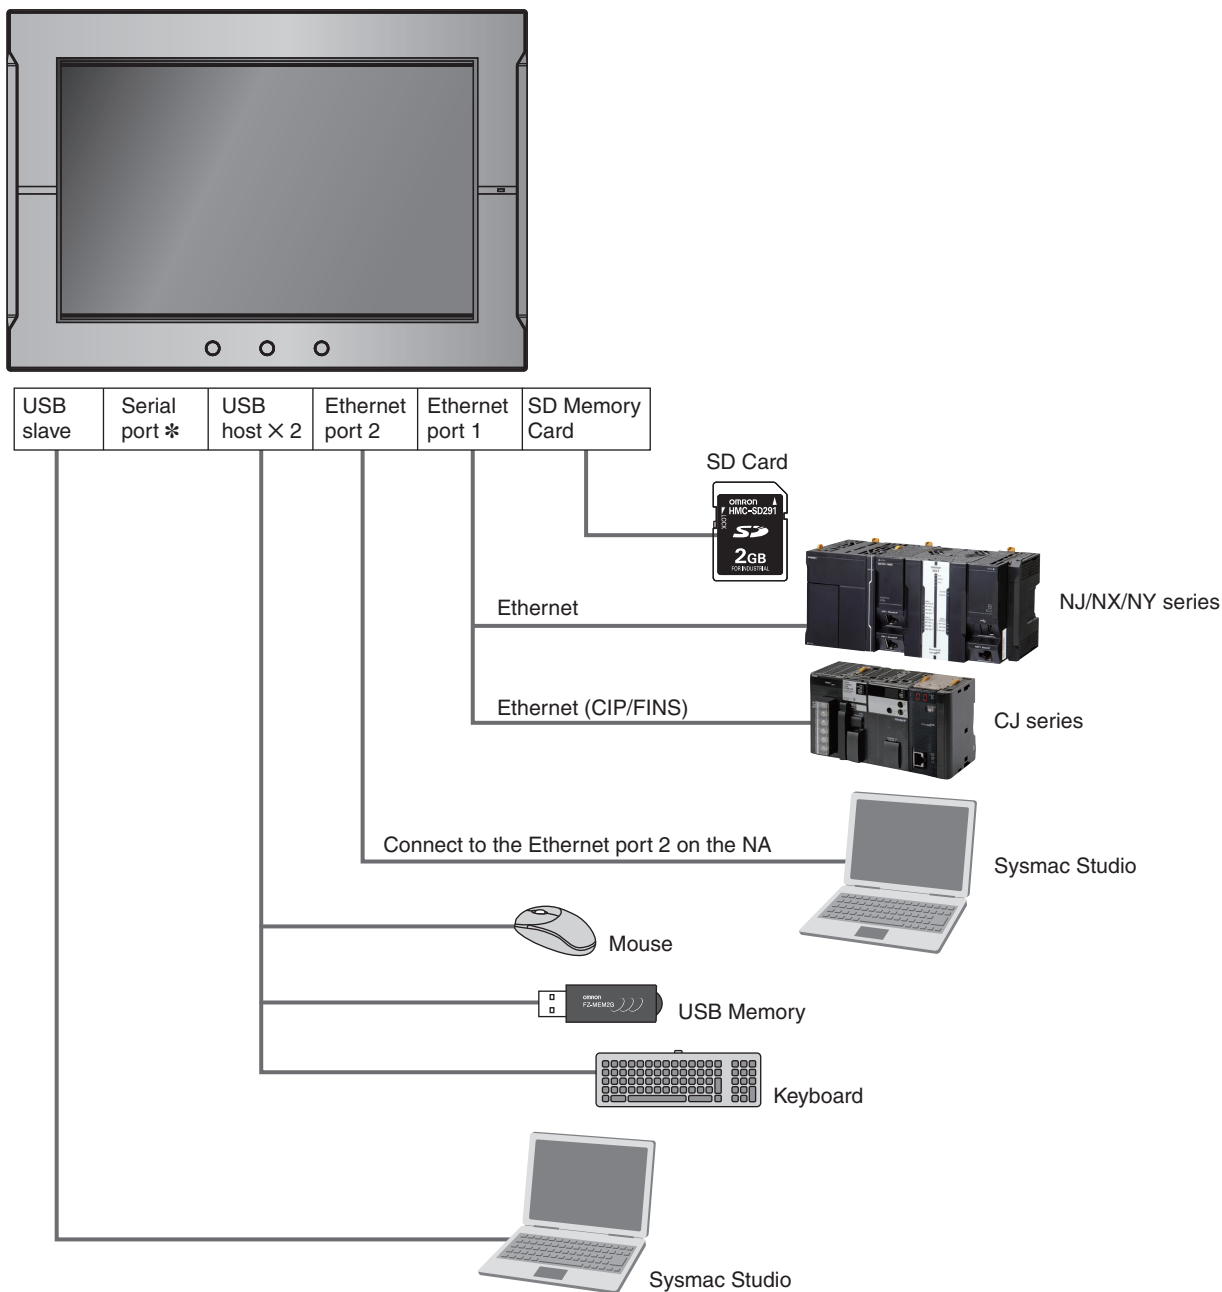 USB slave
Serial port ✻
USB host × 2
Ethernet port 2
Ethernet port 1
SD Memory Card
SD Card
OMRON
HMC-SD291
LOCK
SD
2GB
FOR INDUSTRIAL
Ethernet
NJ/NX/NY series
Ethernet (CIP/FINS)
CJ series
Connect to the Ethernet port 2 on the NA
Sysmac Studio
Mouse
omron
FZ-MEM2G
USB Memory
Keyboard
Sysmac Studio